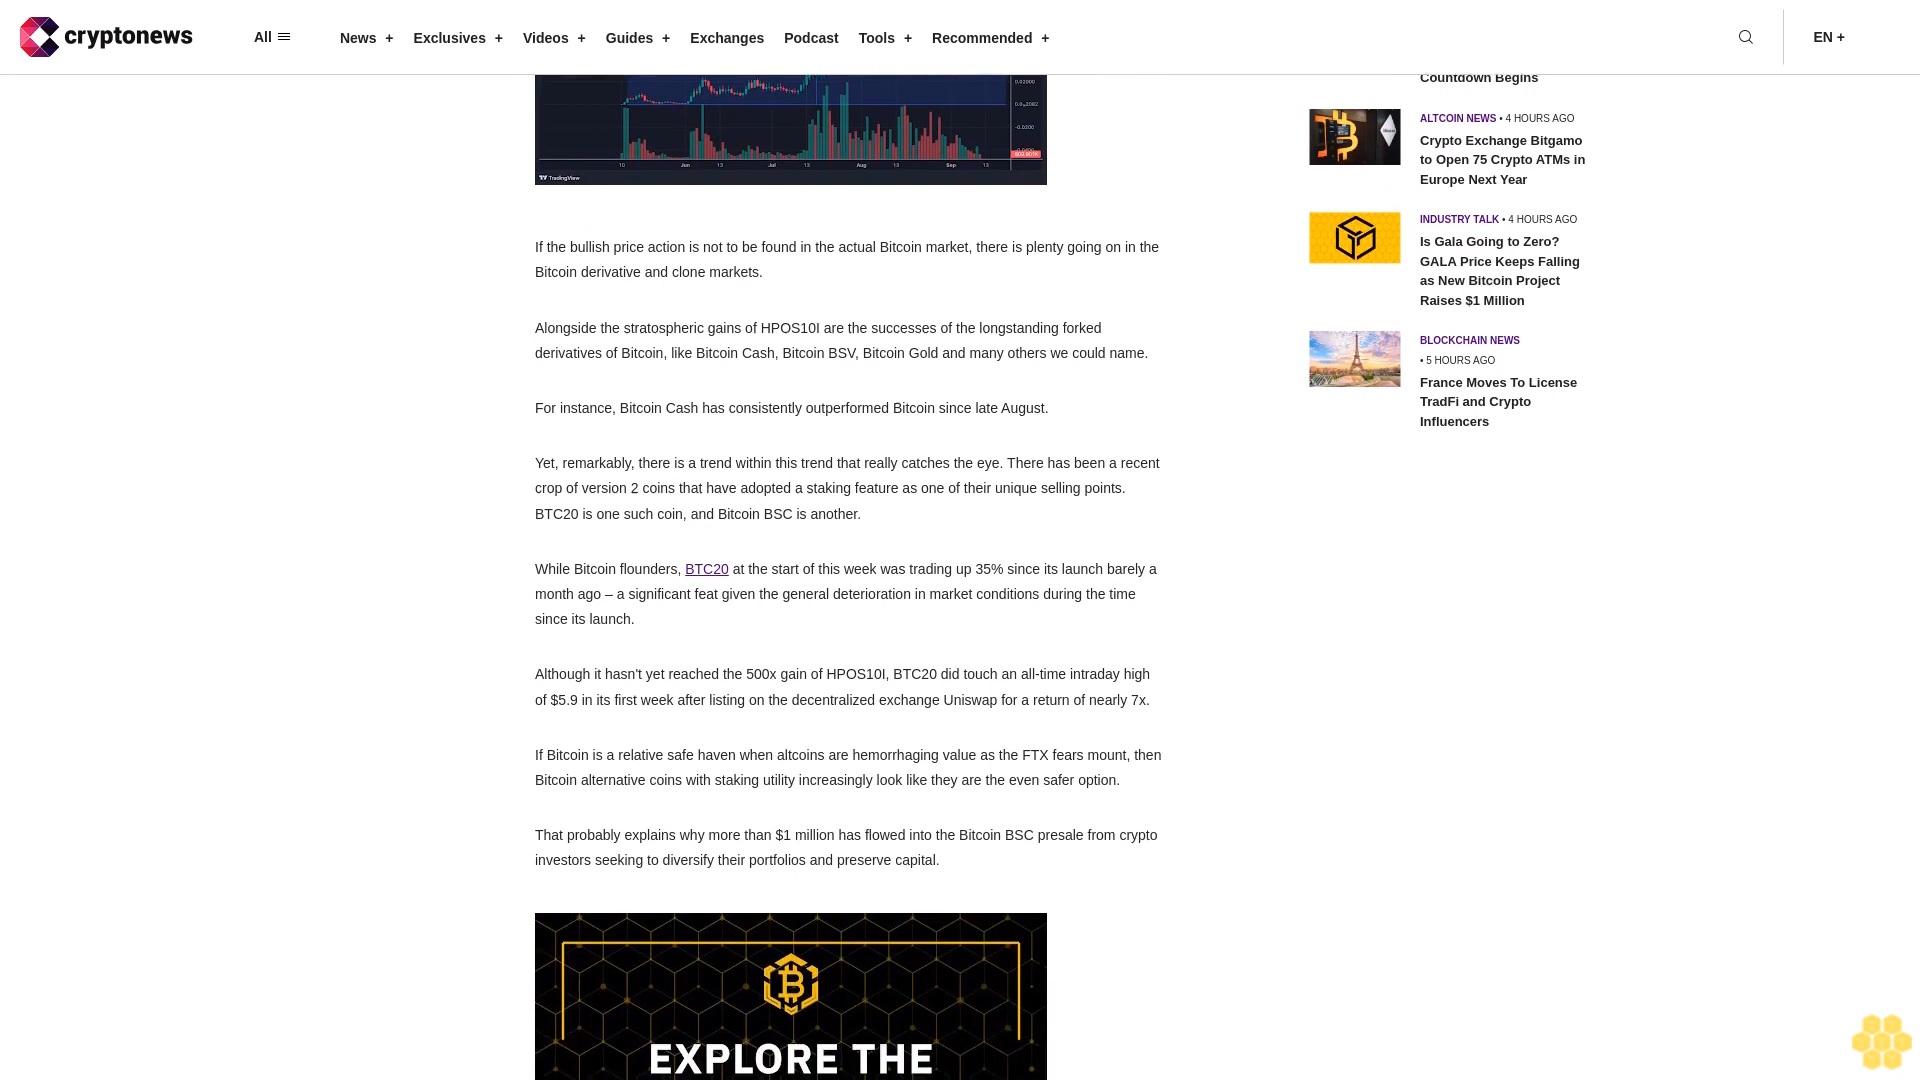 cryptonews
All
News +
Exclusives +
Videos +
Guides +
Exchanges
Podcast
Tools +
Recommended +
EN +
10
Jun
13
Jul
13
Aug
13
Sep
13
TradingView
If the bullish price action is not to be found in the actual Bitcoin market, there is plenty going on in the
Bitcoin derivative and clone markets.
Alongside the stratospheric gains of HPOS10I are the successes of the longstanding forked
derivatives of Bitcoin, like Bitcoin Cash, Bitcoin BSV, Bitcoin Gold and many others we could name.
For instance, Bitcoin Cash has consistently outperformed Bitcoin since late August.
Yet, remarkably, there is a trend within this trend that really catches the eye. There has been a recent
crop of version 2 coins that have adopted a staking feature as one of their unique selling points.
BTC20 is one such coin, and Bitcoin BSC is another.
While Bitcoin flounders, BTC20 at the start of this week was trading up 35% since its launch barely a
month ago – a significant feat given the general deterioration in market conditions during the time
since its launch.
Although it hasn't yet reached the 500x gain of HPOS10I, BTC20 did touch an all-time intraday high
of $5.9 in its first week after listing on the decentralized exchange Uniswap for a return of nearly 7x.
If Bitcoin is a relative safe haven when altcoins are hemorrhaging value as the FTX fears mount, then
Bitcoin alternative coins with staking utility increasingly look like they are the even safer option.
That probably explains why more than $1 million has flowed into the Bitcoin BSC presale from crypto
investors seeking to diversify their portfolios and preserve capital.
EXPLORE THE
Countdown Begins
ALTCOIN NEWS • 4 HOURS AGO
Crypto Exchange Bitgamo
to Open 75 Crypto ATMs in
Europe Next Year
INDUSTRY TALK • 4 HOURS AGO
Is Gala Going to Zero?
GALA Price Keeps Falling
as New Bitcoin Project
Raises $1 Million
BLOCKCHAIN NEWS
• 5 HOURS AGO
France Moves To License
TradFi and Crypto
Influencers